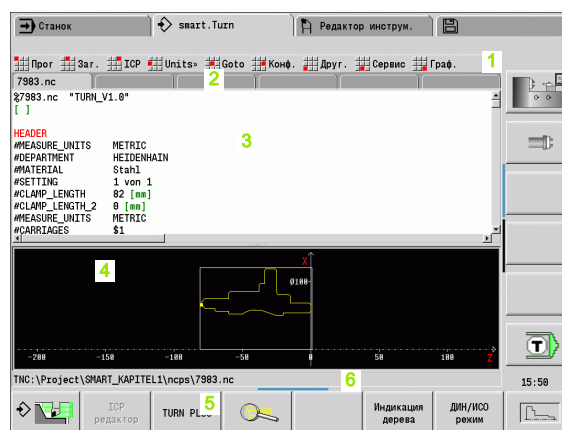 Станок smart.Turn Редактор инструм.
Прог Заг. ICP Units» Goto Конф. Друг. Сервис Граф. 1
7983.nc 2
%7983.nc "TURN_V1.0"
[ ]
3
HEADER
#MEASURE_UNITS METRIC
#DEPARTMENT HEIDENHAIN
#MATERIAL Stahl
#SETTING 1 von 1
#CLAMP_LENGTH 82 [mm]
#CLAMP_LENGTH_2 0 [mm]
#MEASURE_UNITS METRIC
#CARRIAGES $1
4
X
Ø100
-200 -150 -100 -50 0 50 100 Z
T
TNC:\Project\SMART_KAPITEL1\ncps\7983.nc 6 15:50
ICP редактор
TURN PLUS 5
Индикация дерева
ДИН/ИСО режим